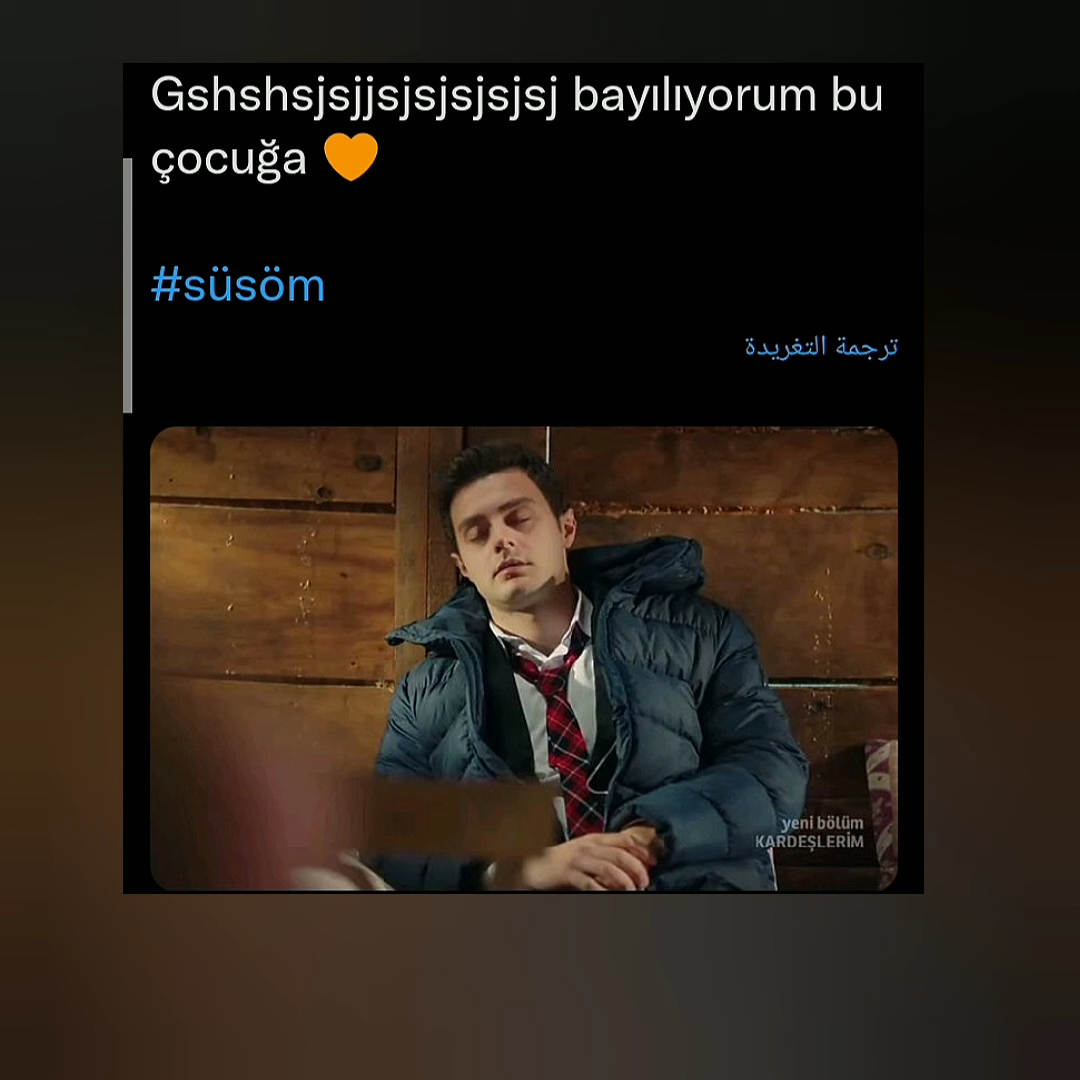 Gshshsjsjjsjsjsjsjsj bayılıyorum bu
çocuğa 🧡
#süsöm
ترجمة التغريدة
yeni bölüm
KARDEŞLERİM